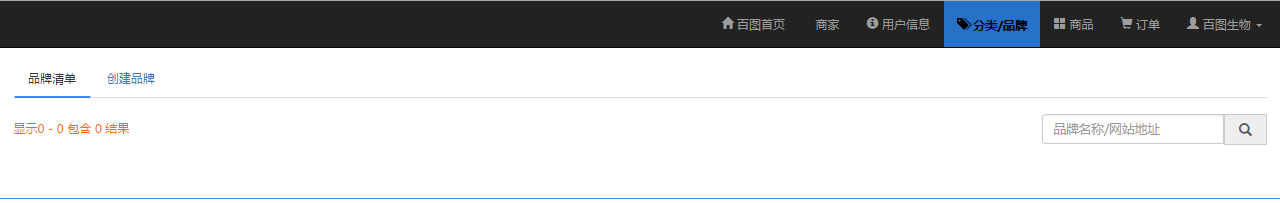 百图首页 商家 用户信息 分类/品牌 商品 订单 百图生物
品牌清单 创建品牌
显示0 - 0 包含 0 结果 品牌名称/网站地址